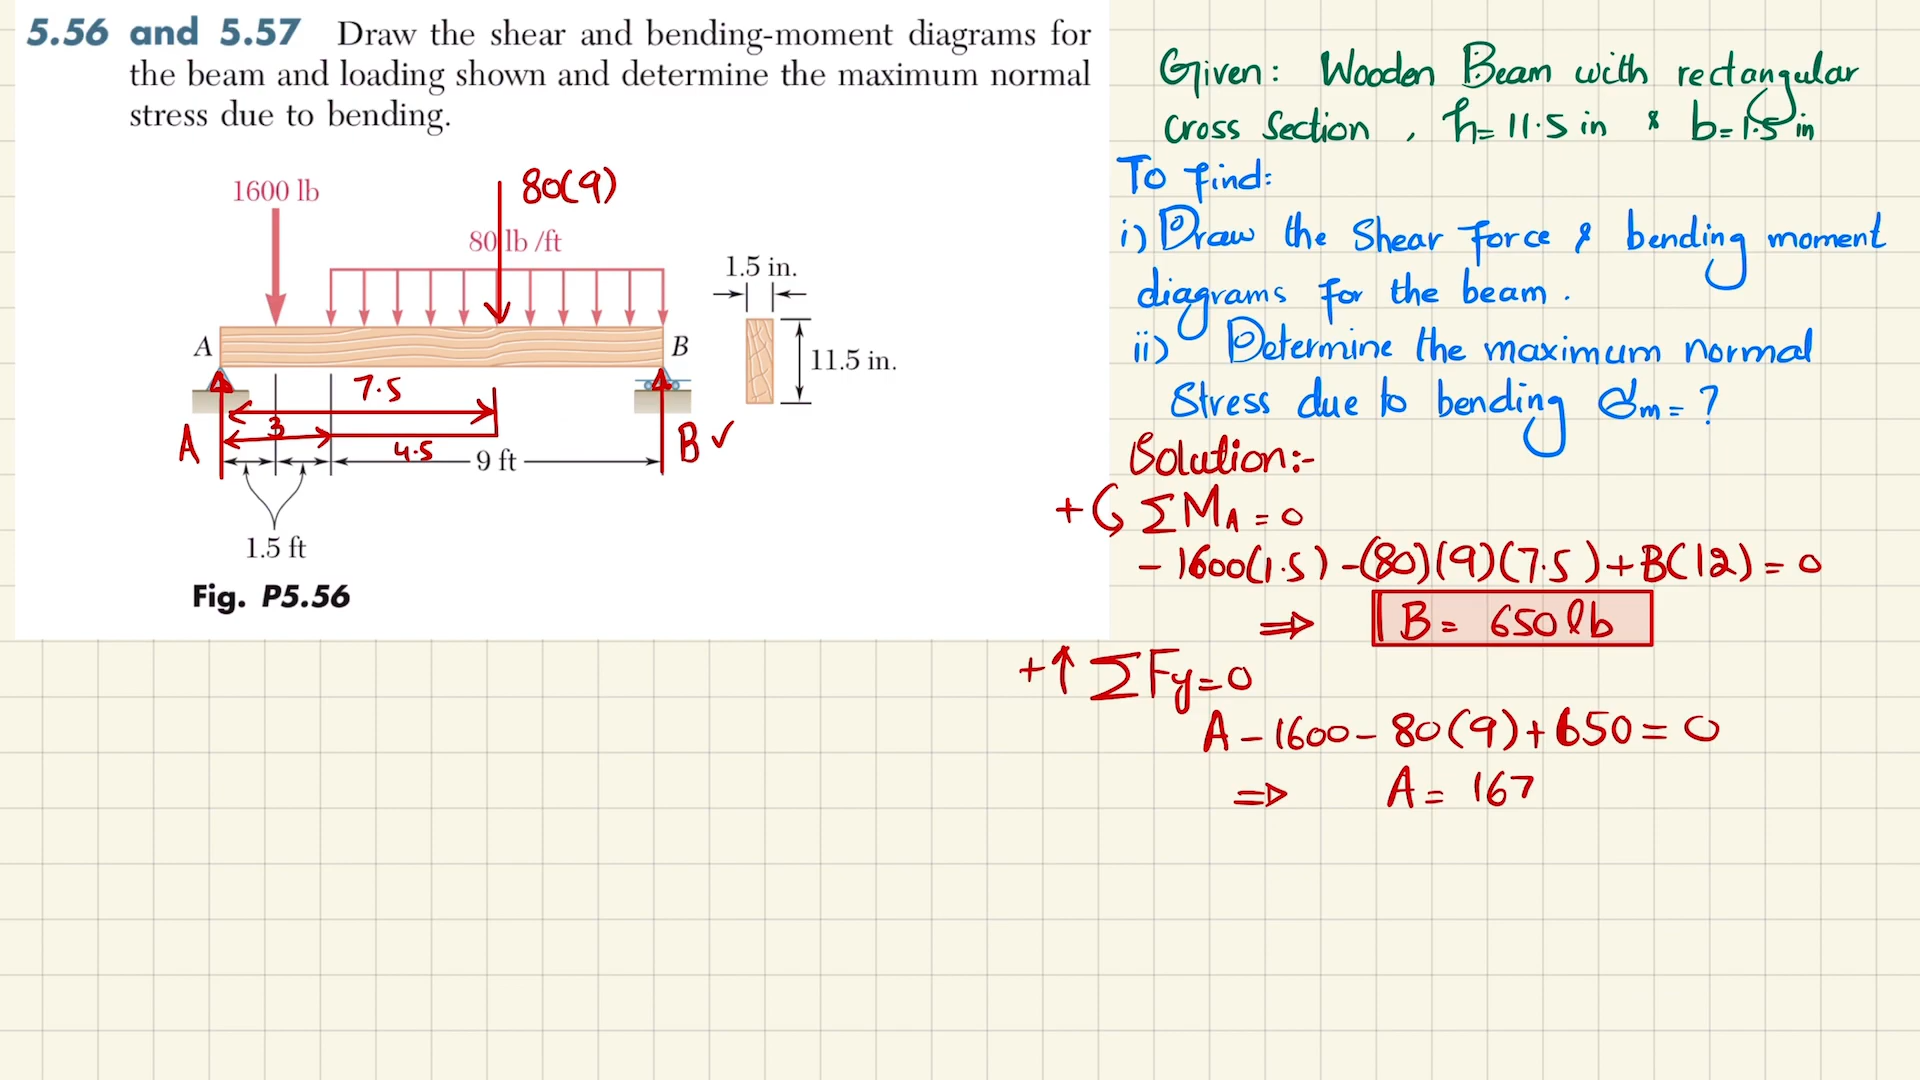 5.56 and 5.57 Draw the shear and bending-moment diagrams for
the beam and loading shown and determine the maximum normal
stress due to bending.
1600 lb
80(9)
80 lb /ft
1.5 in.
11.5 in.
A
B
7.5
3
4.5
A
B ✓
9 ft
1.5 ft
Fig. P5.56
Given: Wooden Beam with rectangular
cross Section , h= 11.5 in & b= 1.5 in
To find:
i) Draw the Shear force & bending moment
diagrams for the beam .
ii) Determine the maximum normal
Stress due to bending σm = ?
Solution:-
+ ↺ ΣMA = 0
- 1600(1.5) -(80)(9)(7.5)+B(12) = 0
⇒ B = 650 lb
+↑ ΣFy=0
A - 1600 - 80(9)+650 = 0
⇒ A = 167